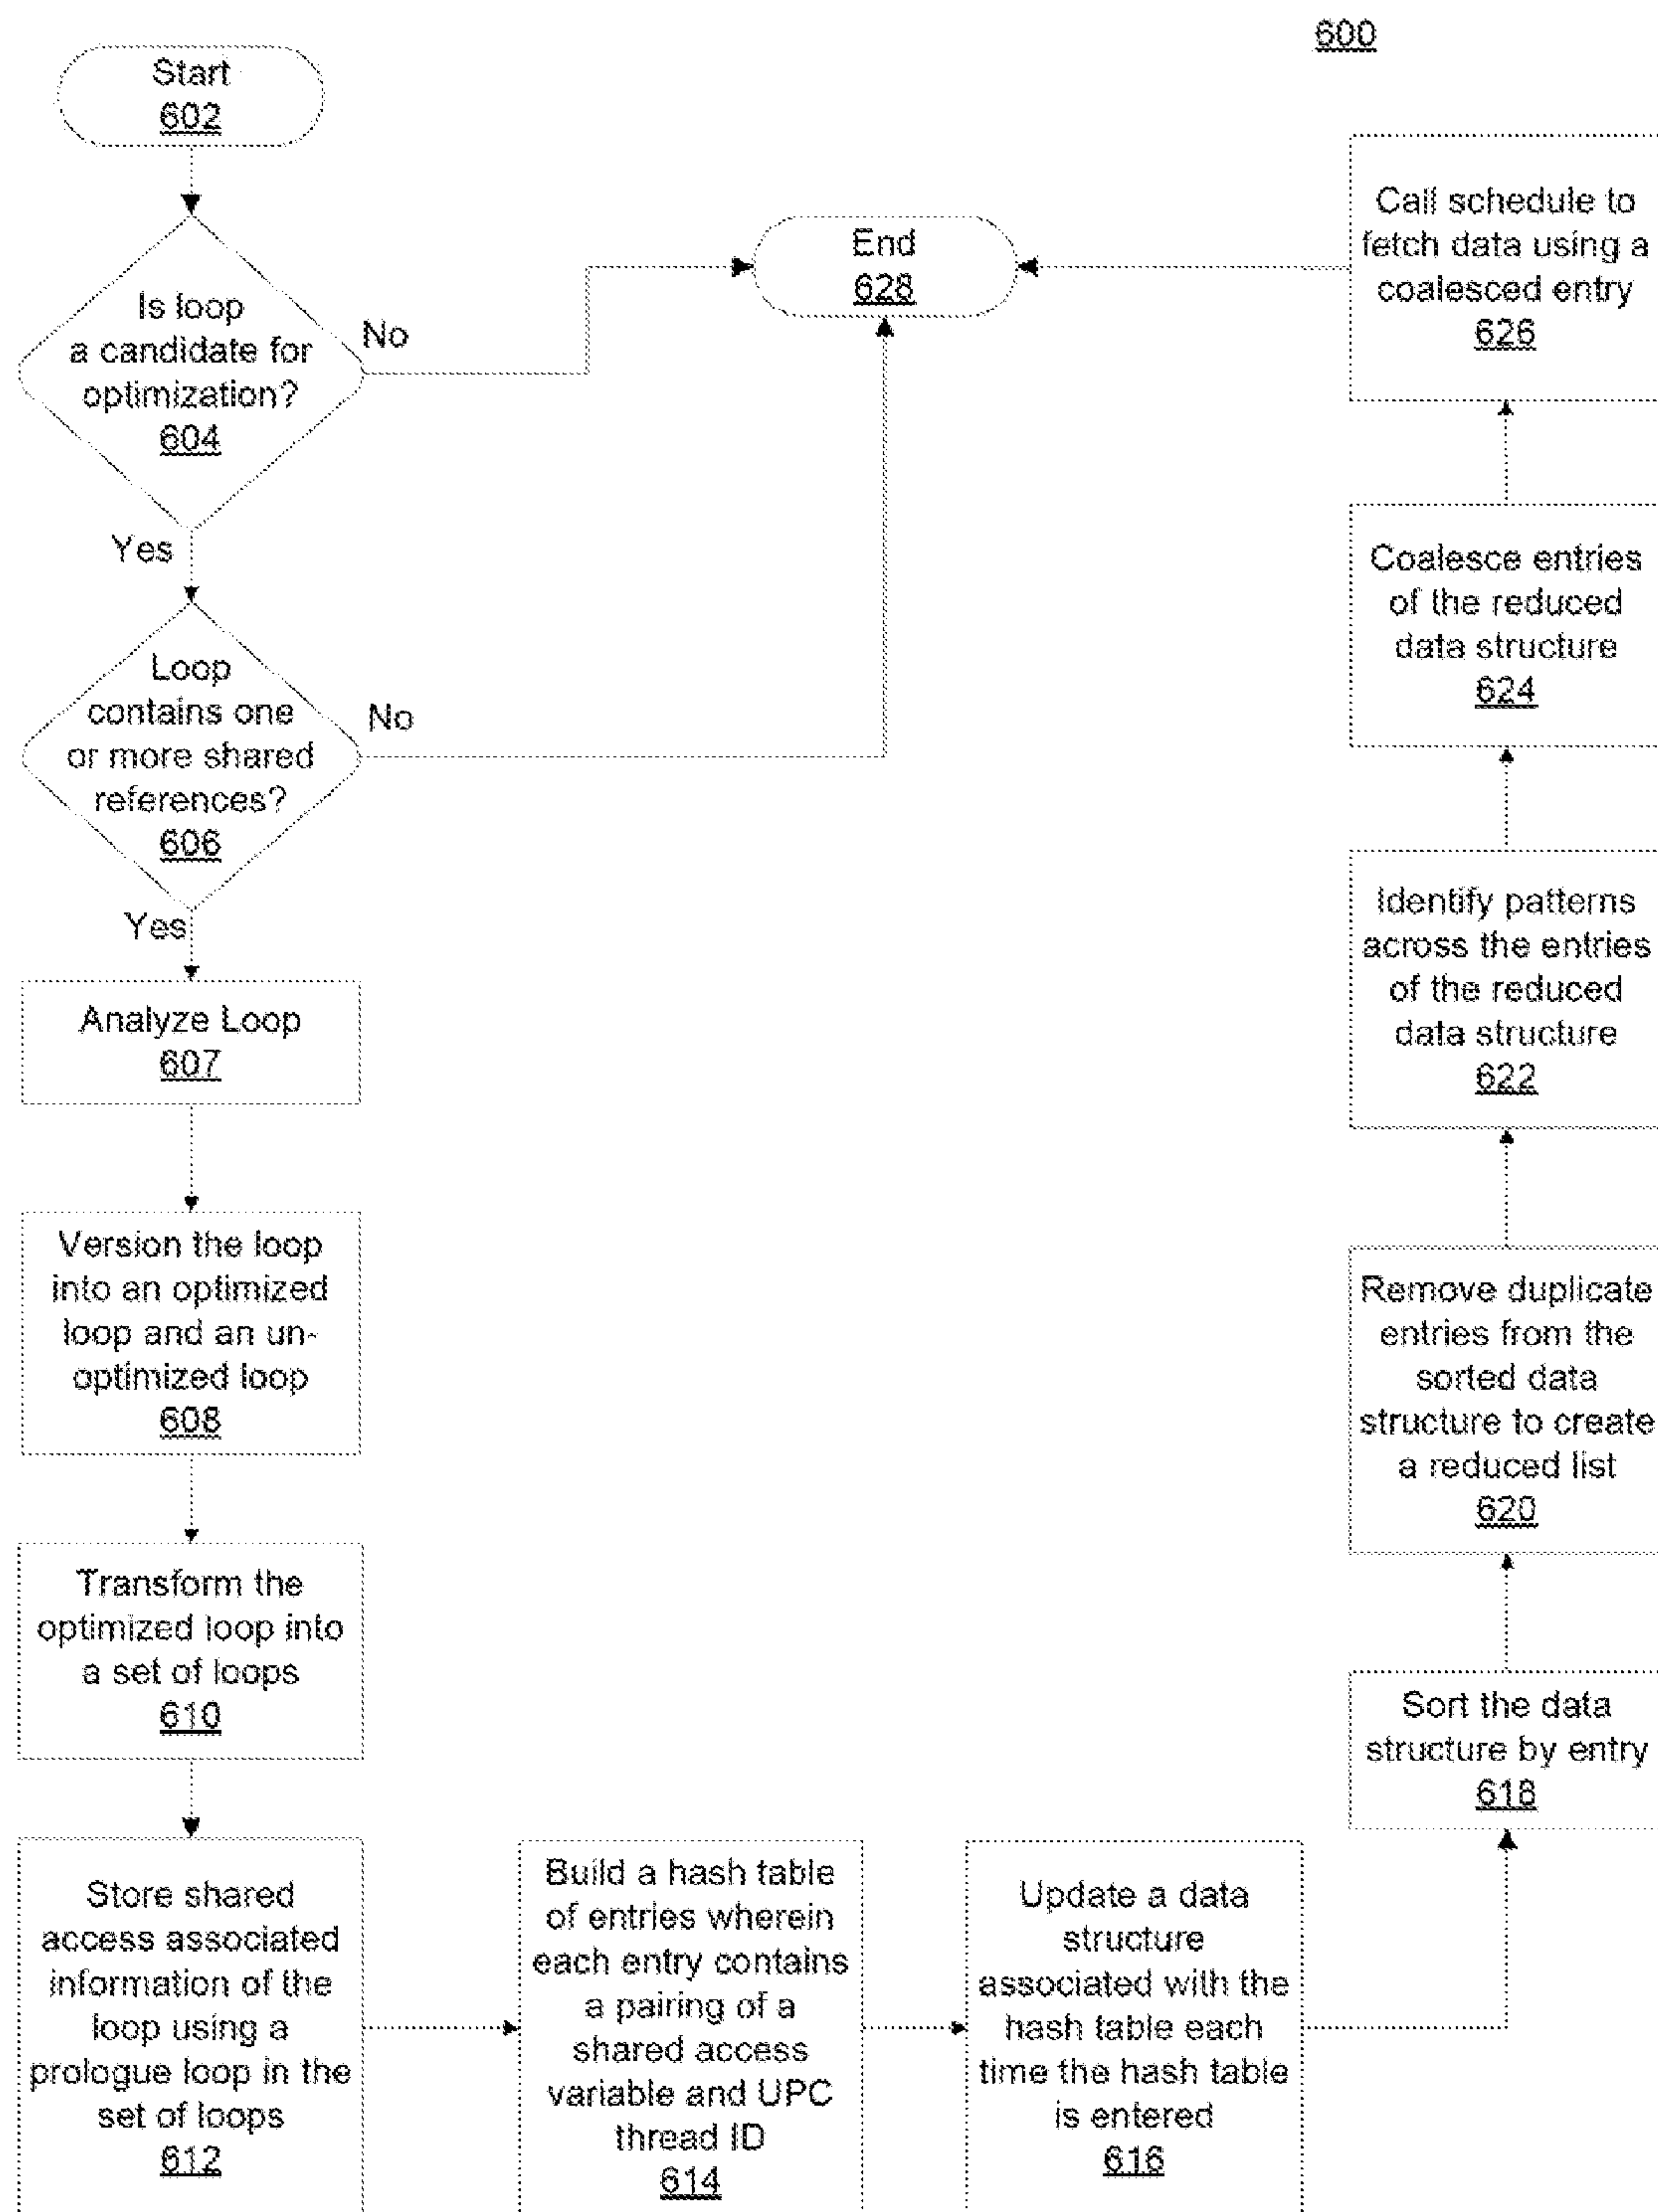 600
Start
602
Is loop
a candidate for
optimization?
604
No
Yes
Loop
contains one
or more shared
references?
606
No
Yes
Analyze Loop
607
Version the loop
into an optimized
loop and an un-
optimized loop
608
Transform the
optimized loop into
a set of loops
610
Store shared
access associated
information of the
loop using a
prologue loop in the
set of loops
612
Build a hash table
of entries wherein
each entry contains
a pairing of a
shared access
variable and UPC
thread ID
614
Update a data
structure
associated with the
hash table each
time the hash table
is entered
616
Sort the data
structure by entry
618
Remove duplicate
entries from the
sorted data
structure to create
a reduced list
620
Identify patterns
across the entries
of the reduced
data structure
622
Coalesce entries
of the reduced
data structure
624
Call schedule to
fetch data using a
coalesced entry
626
End
628